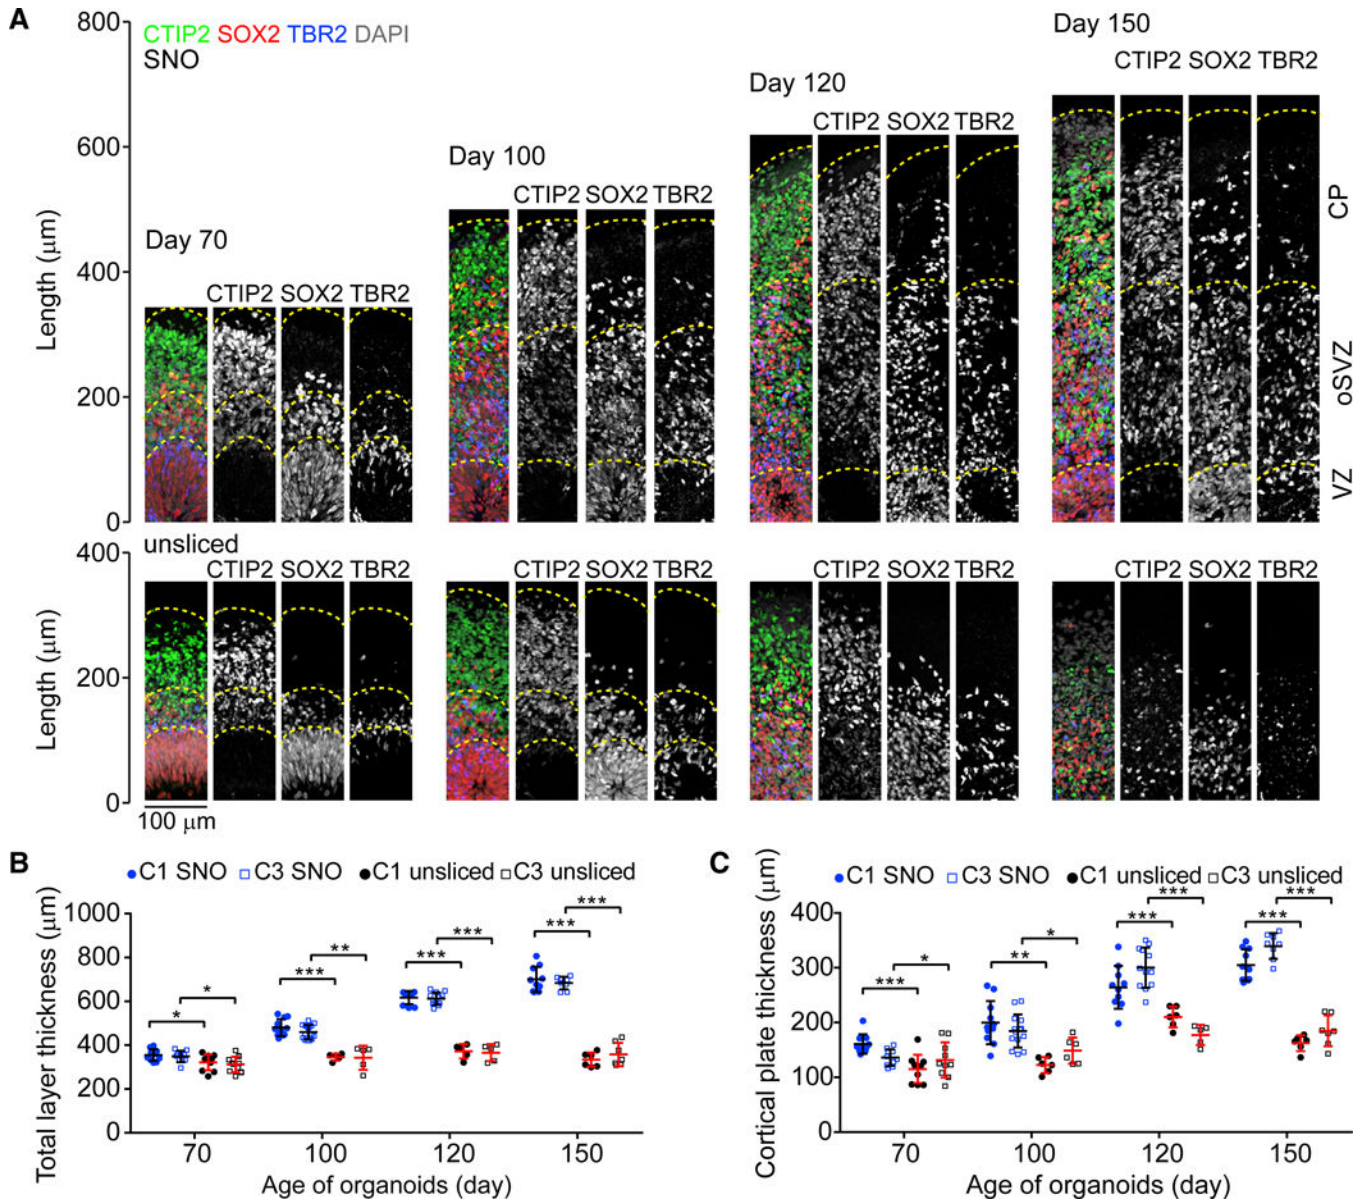 A
CTIP2 SOX2 TBR2 DAPI
SNO
Day 70
CTIP2 SOX2 TBR2
Day 100
CTIP2 SOX2 TBR2
Day 120
CTIP2 SOX2 TBR2
Day 150
CTIP2 SOX2 TBR2
Length (µm)
800
600
400
200
0
CP
oSVZ
VZ
unsliced
CTIP2 SOX2 TBR2
CTIP2 SOX2 TBR2
CTIP2 SOX2 TBR2
CTIP2 SOX2 TBR2
Length (µm)
400
200
0
100 µm
B
C1 SNO C3 SNO C1 unsliced C3 unsliced
Total layer thickness (µm)
1000
800
600
400
300
0
* * *** ** *** *** *** ***
70 100 120 150
Age of organoids (day)
C
C1 SNO C3 SNO C1 unsliced C3 unsliced
Cortical plate thickness (µm)
400
300
200
100
0
*** * ** * *** *** *** ***
70 100 120 150
Age of organoids (day)